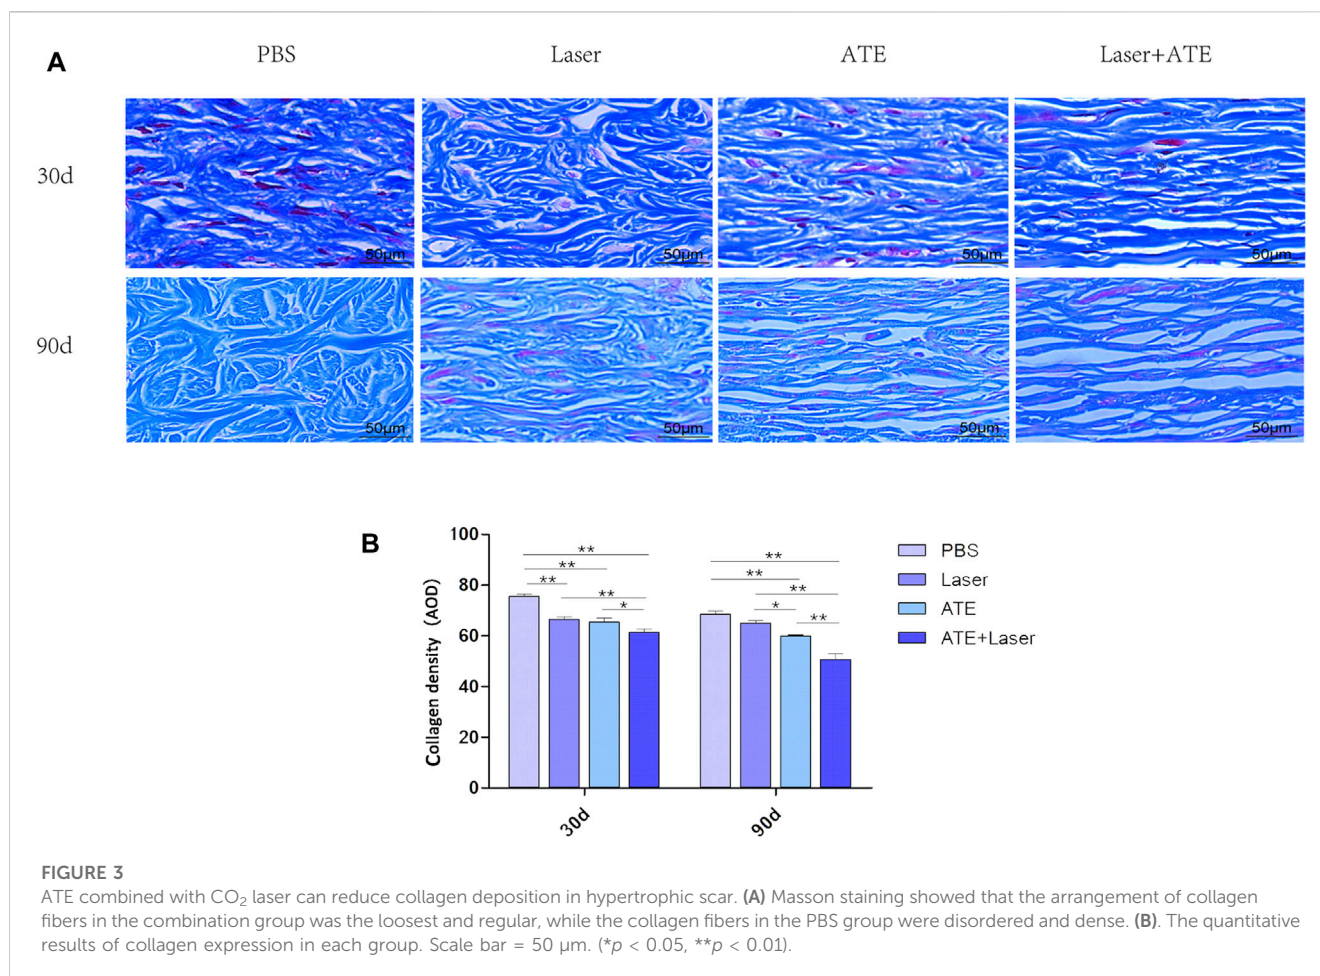 A
PBS
Laser
ATE
Laser+ATE
30d
50μm
50μm
50μm
50μm
90d
50μm
50μm
50μm
50μm
B
Collagen density (AOD)
100
80
60
40
20
0
**
**
**
**
*
**
**
**
*
**
30d
90d
PBS
Laser
ATE
ATE+Laser
FIGURE 3
ATE combined with CO₂ laser can reduce collagen deposition in hypertrophic scar. (A) Masson staining showed that the arrangement of collagen
fibers in the combination group was the loosest and regular, while the collagen fibers in the PBS group were disordered and dense. (B). The quantitative
results of collagen expression in each group. Scale bar = 50 μm. (*p < 0.05, **p < 0.01).